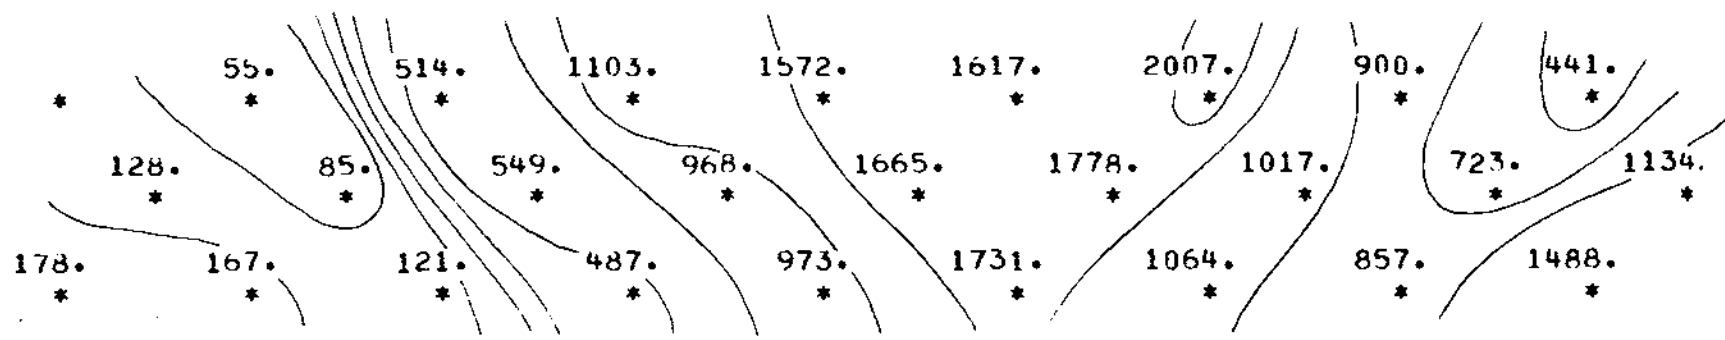 55. 514. 1103. 1572. 1617. 2007. 900. 441.
* * * * * * * * *
128. 85. 549. 968. 1665. 1778. 1017. 723. 1134.
* * * * * * * * *
178. 167. 121. 487. 973. 1731. 1064. 857. 1488.
* * * * * * * * *